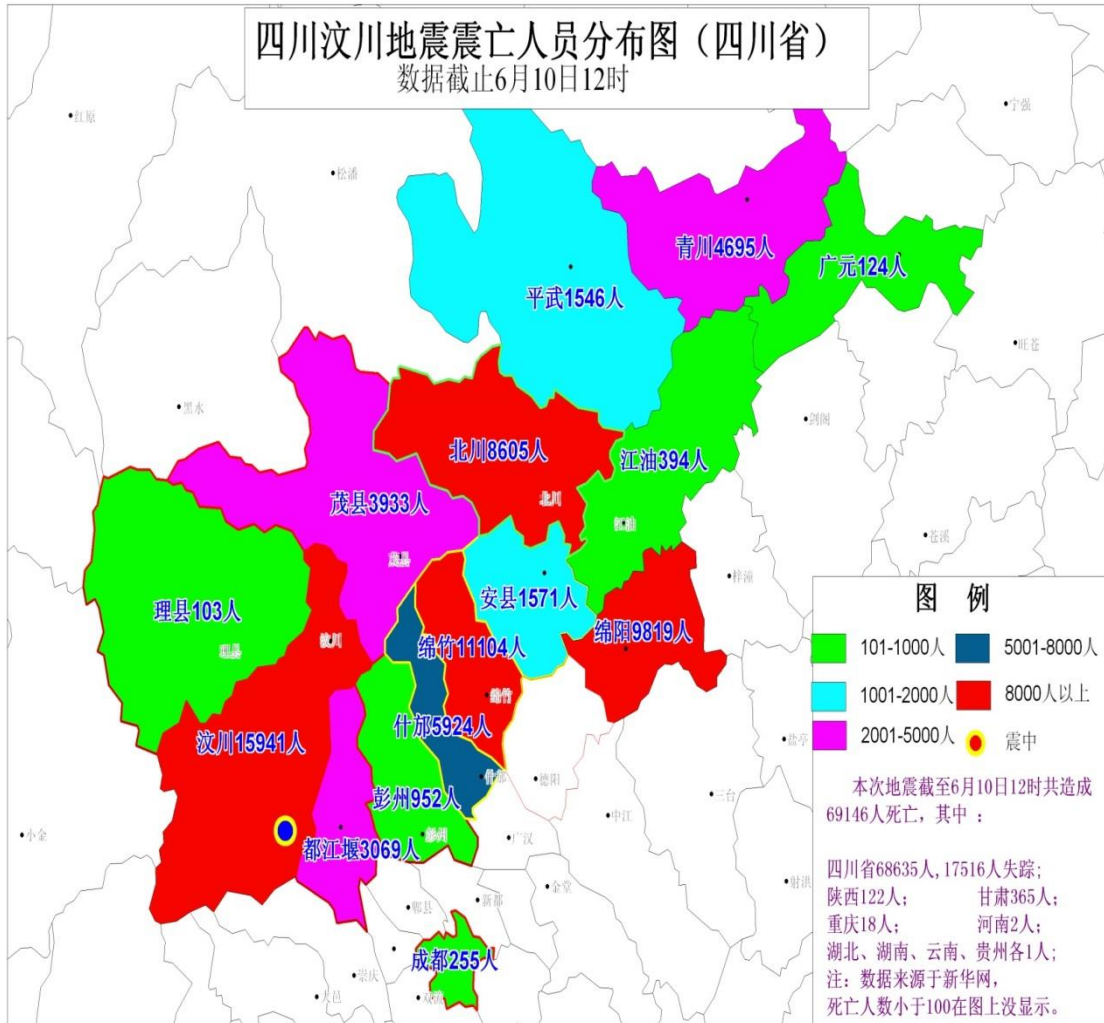 四川汶川地震震亡人员分布图（四川省）
数据截止6月10日12时
红原
宁强
松潘
青川4695人
广元124人
平武1546人
旺苍
黑水
剑阁
北川8605人
江油394人
北川
茂县3933人
江油
苍溪
茂县
梓潼
安县1571人
理县103人
绵阳9819人
汶川
理县
绵竹11104人
绵竹
什邡5924人
汶川15941人
什邡
德阳
盐亭
三台
彭州952人
中江
小金
彭州
广汉
都江堰3069人
射洪
金堂
郫县
新都
成都255人
崇庆
大邑
双流
图 例
101-1000人
5001-8000人
1001-2000人
8000人以上
2001-5000人
震中
本次地震截至6月10日12时共造成
69146人死亡，其中：
四川省68635人,17516人失踪;
陕西122人; 甘肃365人;
重庆18人; 河南2人;
湖北、湖南、云南、贵州各1人;
注：数据来源于新华网，
死亡人数小于100在图上没显示。